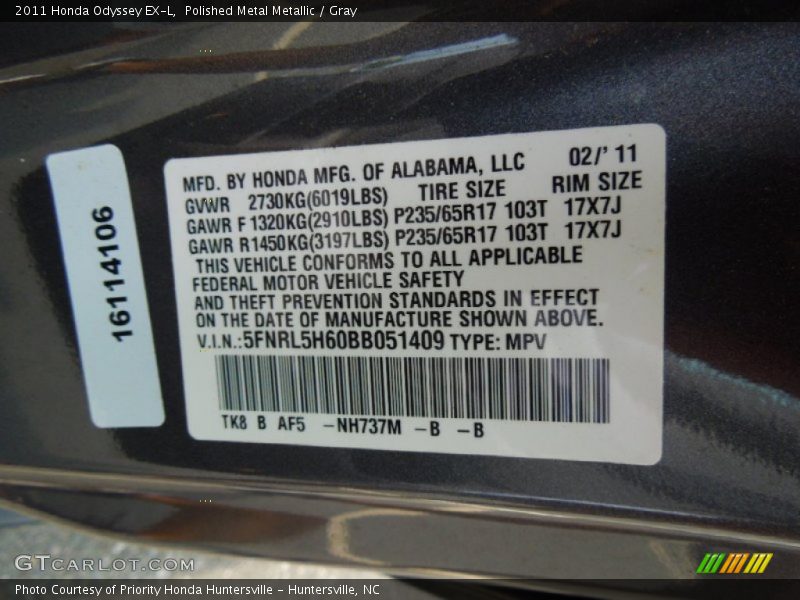 2011 Honda Odyssey EX-L, Polished Metal Metallic / Gray
16114106
MFD. BY HONDA MFG. OF ALABAMA, LLC 02/' 11
GVWR 2730KG(6019LBS) TIRE SIZE RIM SIZE
GAWR F 1320KG(2910LBS) P235/65R17 103T 17X7J
GAWR R1450KG(3197LBS) P235/65R17 103T 17X7J
THIS VEHICLE CONFORMS TO ALL APPLICABLE
FEDERAL MOTOR VEHICLE SAFETY
AND THEFT PREVENTION STANDARDS IN EFFECT
ON THE DATE OF MANUFACTURE SHOWN ABOVE.
V.I.N.:5FNRL5H60BB051409 TYPE: MPV
TK8 B AF5 -NH737M -B -B
GTCARLOT.COM
Photo Courtesy of Priority Honda Huntersville - Huntersville, NC